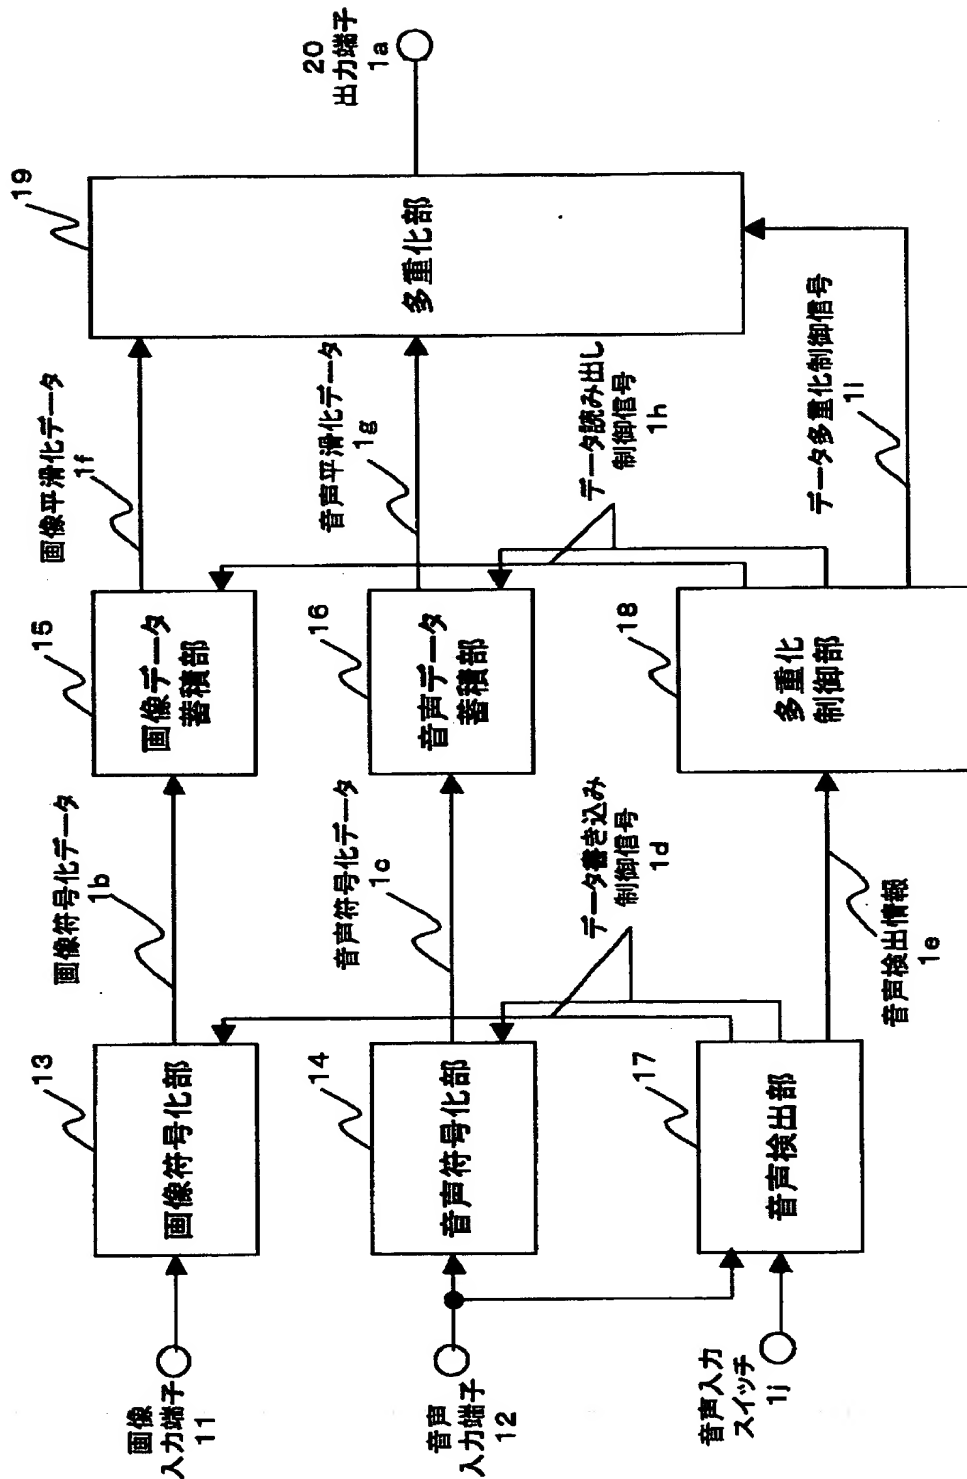 画像
入力端子
11
13
画像符号化部
画像符号化データ
1b
15
画像データ
蓄積部
画像平滑化データ
1f
19
多重化部
20
出力端子
1a
音声
入力端子
12
14
音声符号化部
音声符号化データ
1c
16
音声データ
蓄積部
音声平滑化データ
1g
データ書き込み
制御信号
1d
データ読み出し
制御信号
1h
音声入力
スイッチ
1j
17
音声検出部
音声検出情報
1e
18
多重化
制御部
データ多重化制御信号
1i